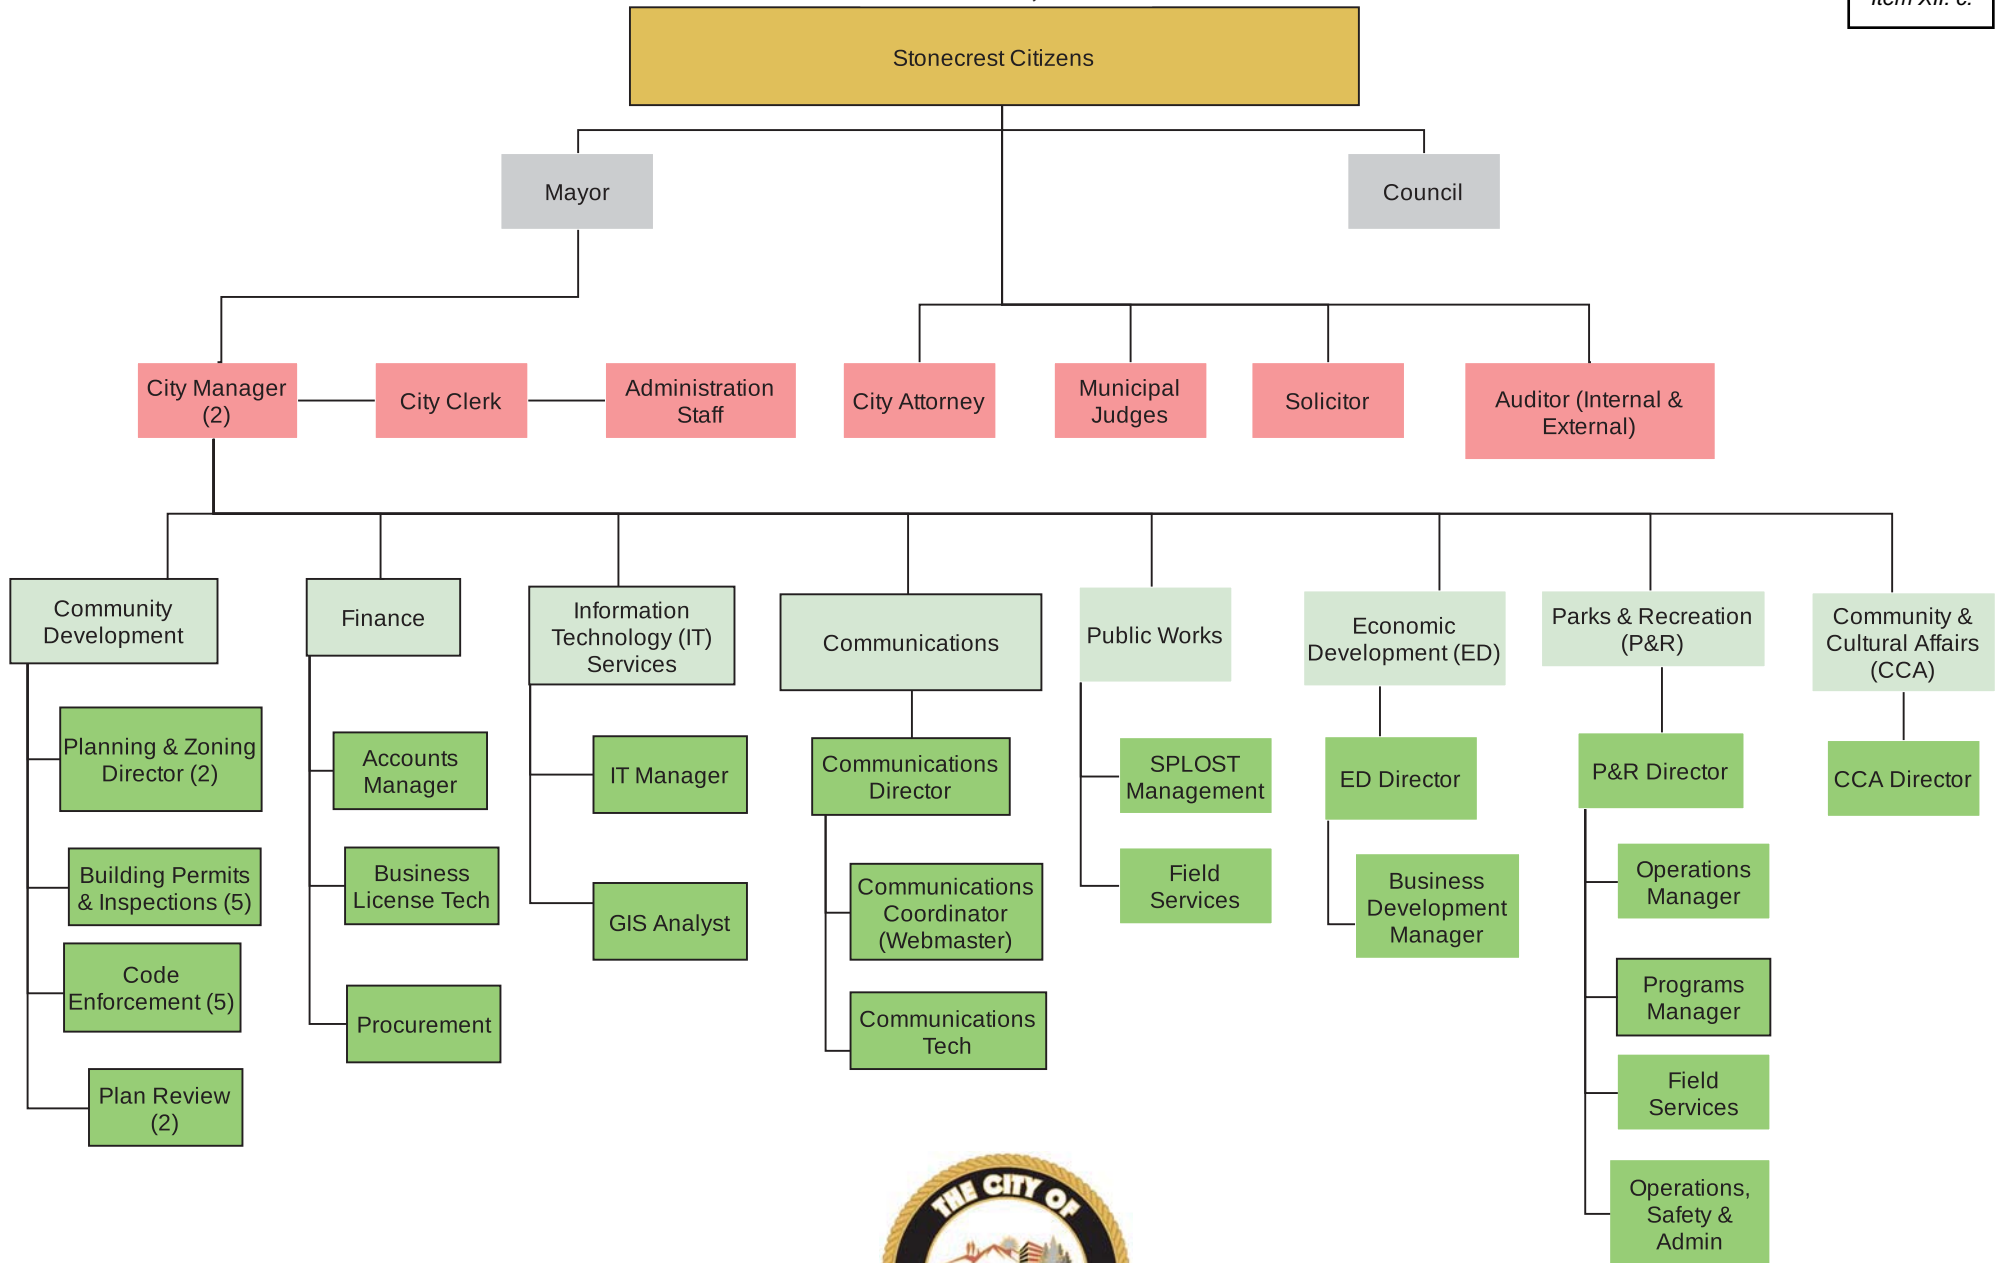 Item XII. c.
Stonecrest Citizens
Mayor
Council
City Manager
(2)
City Clerk
Administration
Staff
City Attorney
Municipal
Judges
Solicitor
Auditor (Internal &
External)
Community
Development
Finance
Information
Technology (IT)
Services
Communications
Public Works
Economic
Development (ED)
Parks & Recreation
(P&R)
Community &
Cultural Affairs
(CCA)
Planning & Zoning
Director (2)
Building Permits
& Inspections (5)
Code
Enforcement (5)
Plan Review
(2)
Accounts
Manager
Business
License Tech
Procurement
IT Manager
GIS Analyst
Communications
Director
Communications
Coordinator
(Webmaster)
Communications
Tech
SPLOST
Management
Field
Services
ED Director
Business
Development
Manager
P&R Director
Operations
Manager
Programs
Manager
Field
Services
Operations,
Safety &
Admin
CCA Director
THE CITY OF